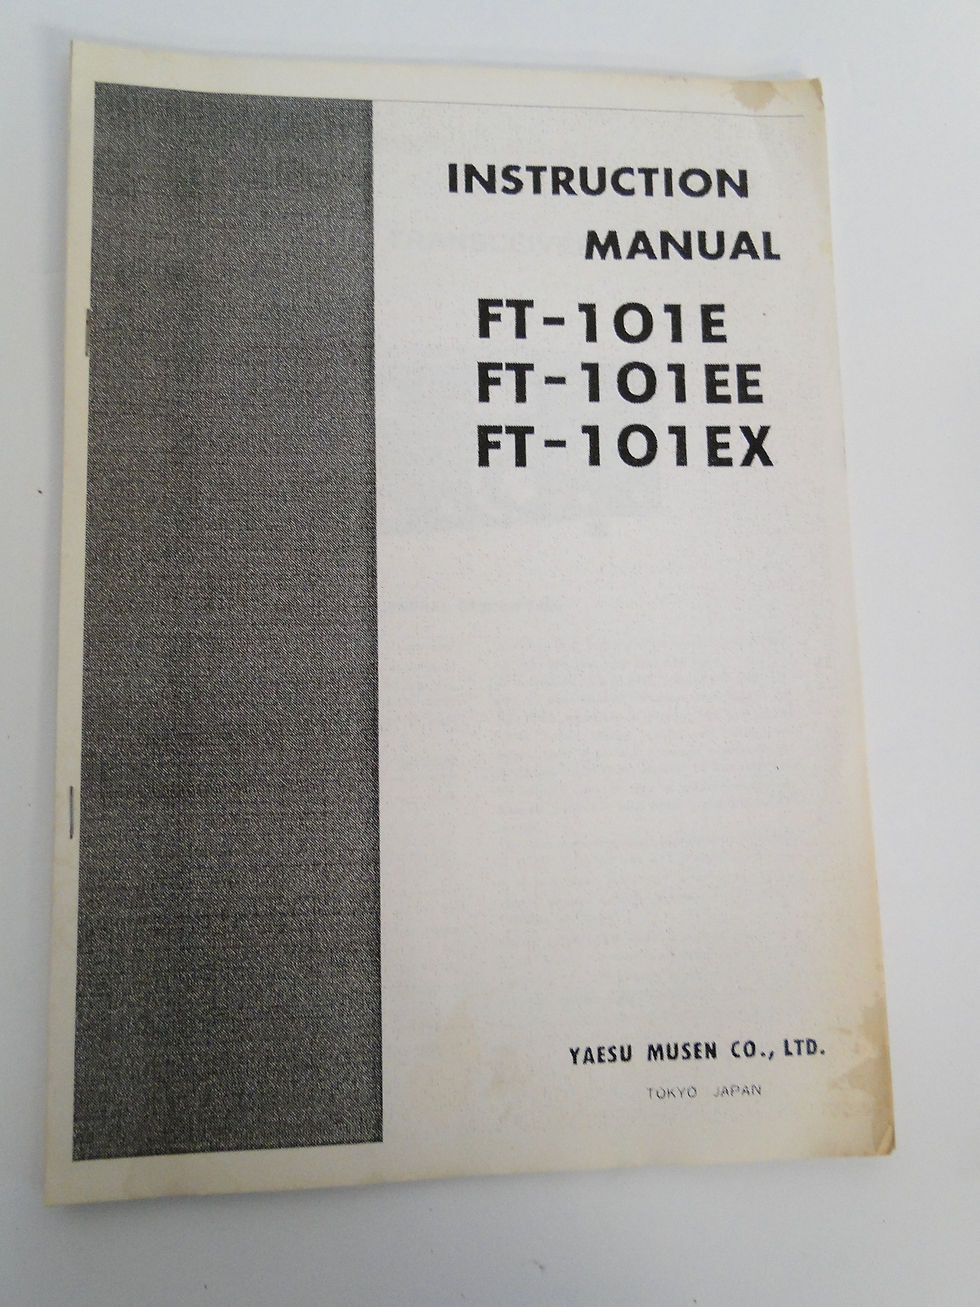 INSTRUCTION
MANUAL
FT-101E
FT-101EE
FT-101EX
YAESU MUSEN CO., LTD.
TOKYO JAPAN